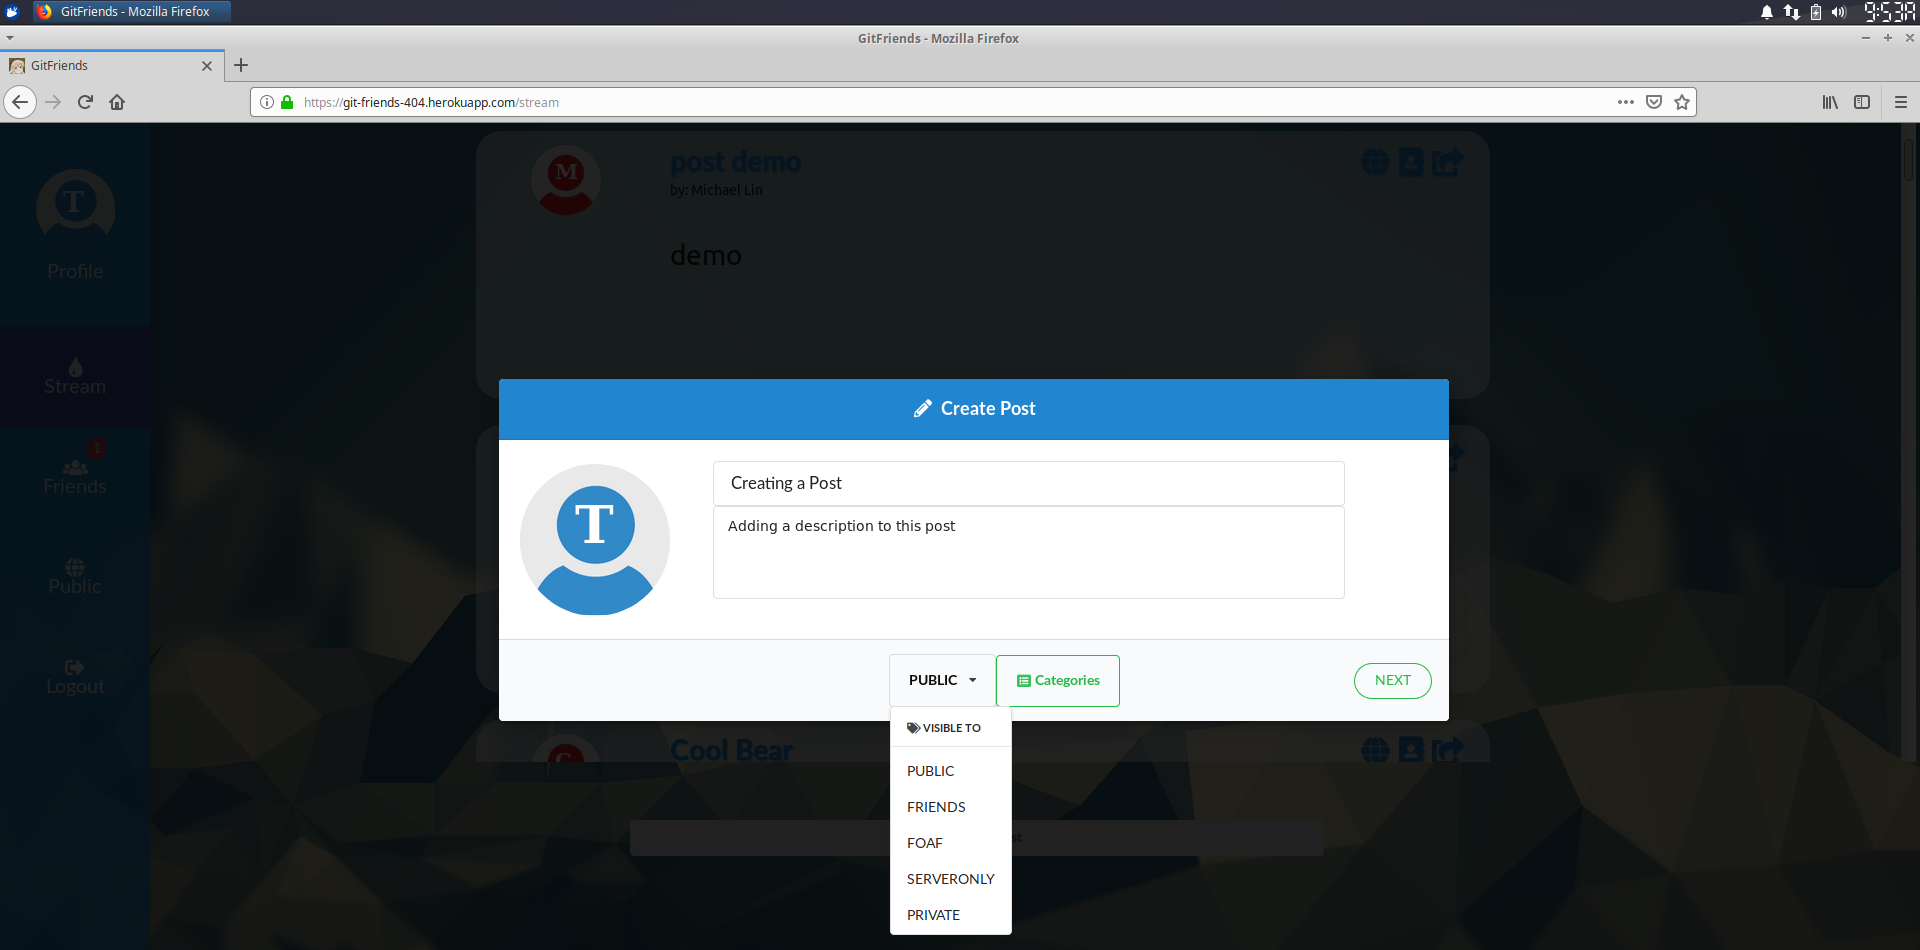 GitFriends - Mozilla Firefox
9:53A
GitFriends - Mozilla Firefox
GitFriends
https://git-friends-404.herokuapp.com/stream
T
Profile
Stream
1
Friends
Public
Logout
M
post demo
by: Michael Lin
demo
Create Post
T
Creating a Post
Adding a description to this post
PUBLIC
Categories
NEXT
VISIBLE TO
PUBLIC
FRIENDS
FOAF
SERVERONLY
PRIVATE
Cool Bear